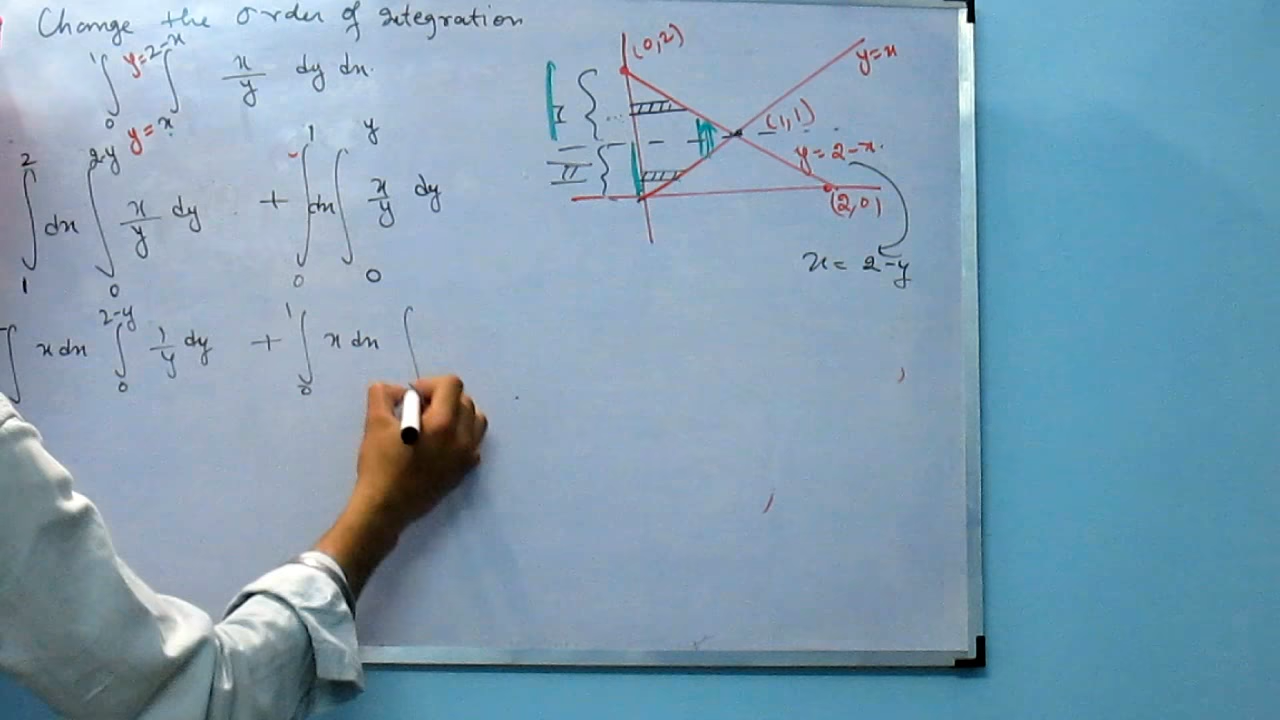 Change the order of integration
∫₀¹ ∫_{y=x}^{y=2-x} x/y dy dx.
∫₁² dx ∫₀^{2-y} x/y dy + ∫₀¹ dx ∫₀^y x/y dy
∫ x dx ∫₀^{2-y} 1/y dy + ∫₀¹ x dx ∫
(0,2)
y=x
I
(1,1)
y=2-x.
II
(2,0)
x= 2-y